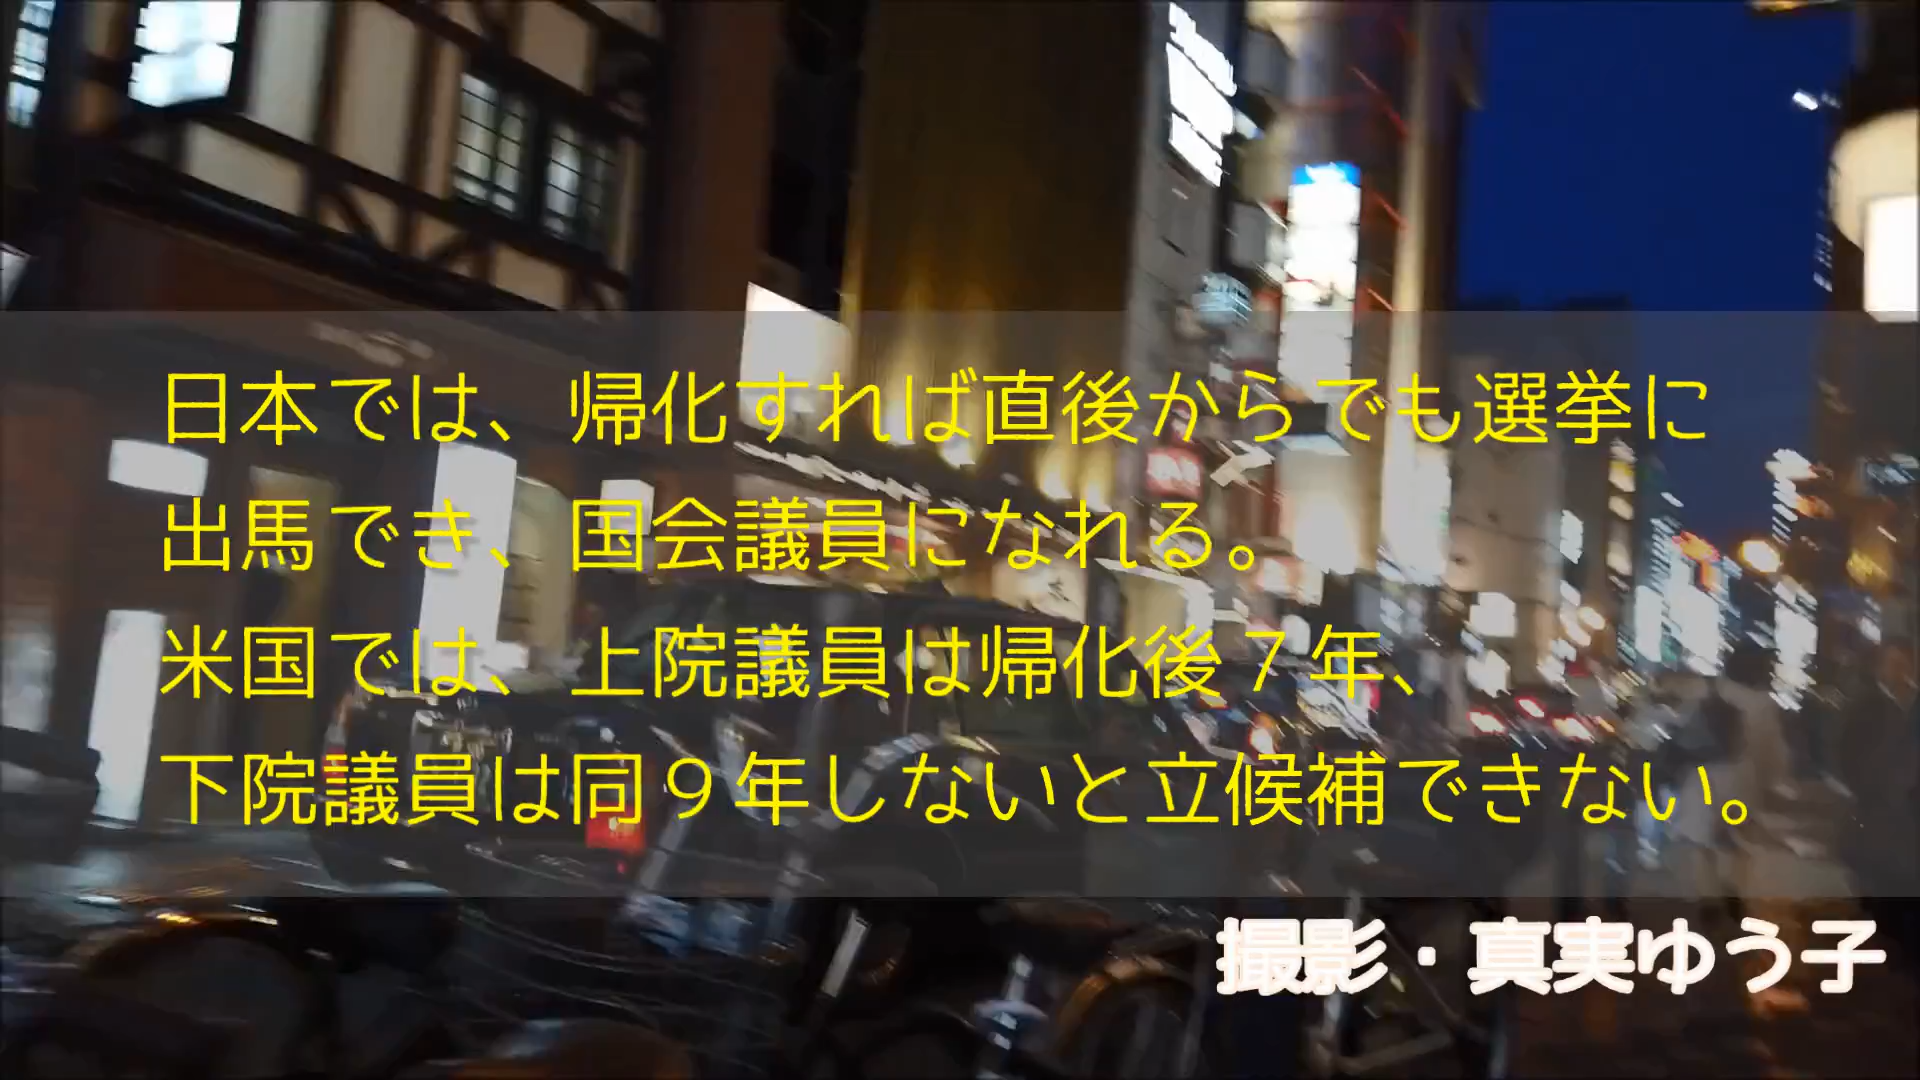 日本では、帰化すれば直後からでも選挙に
出馬でき、国会議員になれる。
米国では、上院議員は帰化後７年、
下院議員は同９年しないと立候補できない。
撮影・真実ゆう子